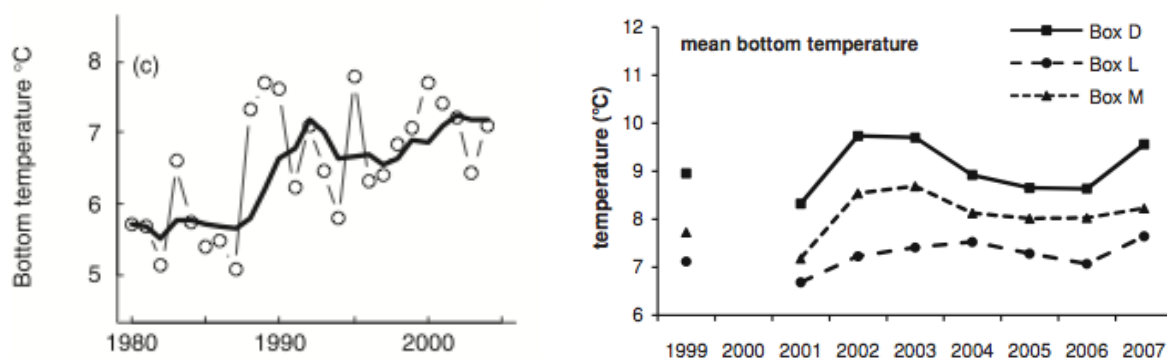 Bottom temperature °C
(c)
8
7
6
5
1980
1990
2000
mean bottom temperature
Box D
Box L
Box M
temperature (°C)
12
11
10
9
8
7
6
1999 2000 2001 2002 2003 2004 2005 2006 2007